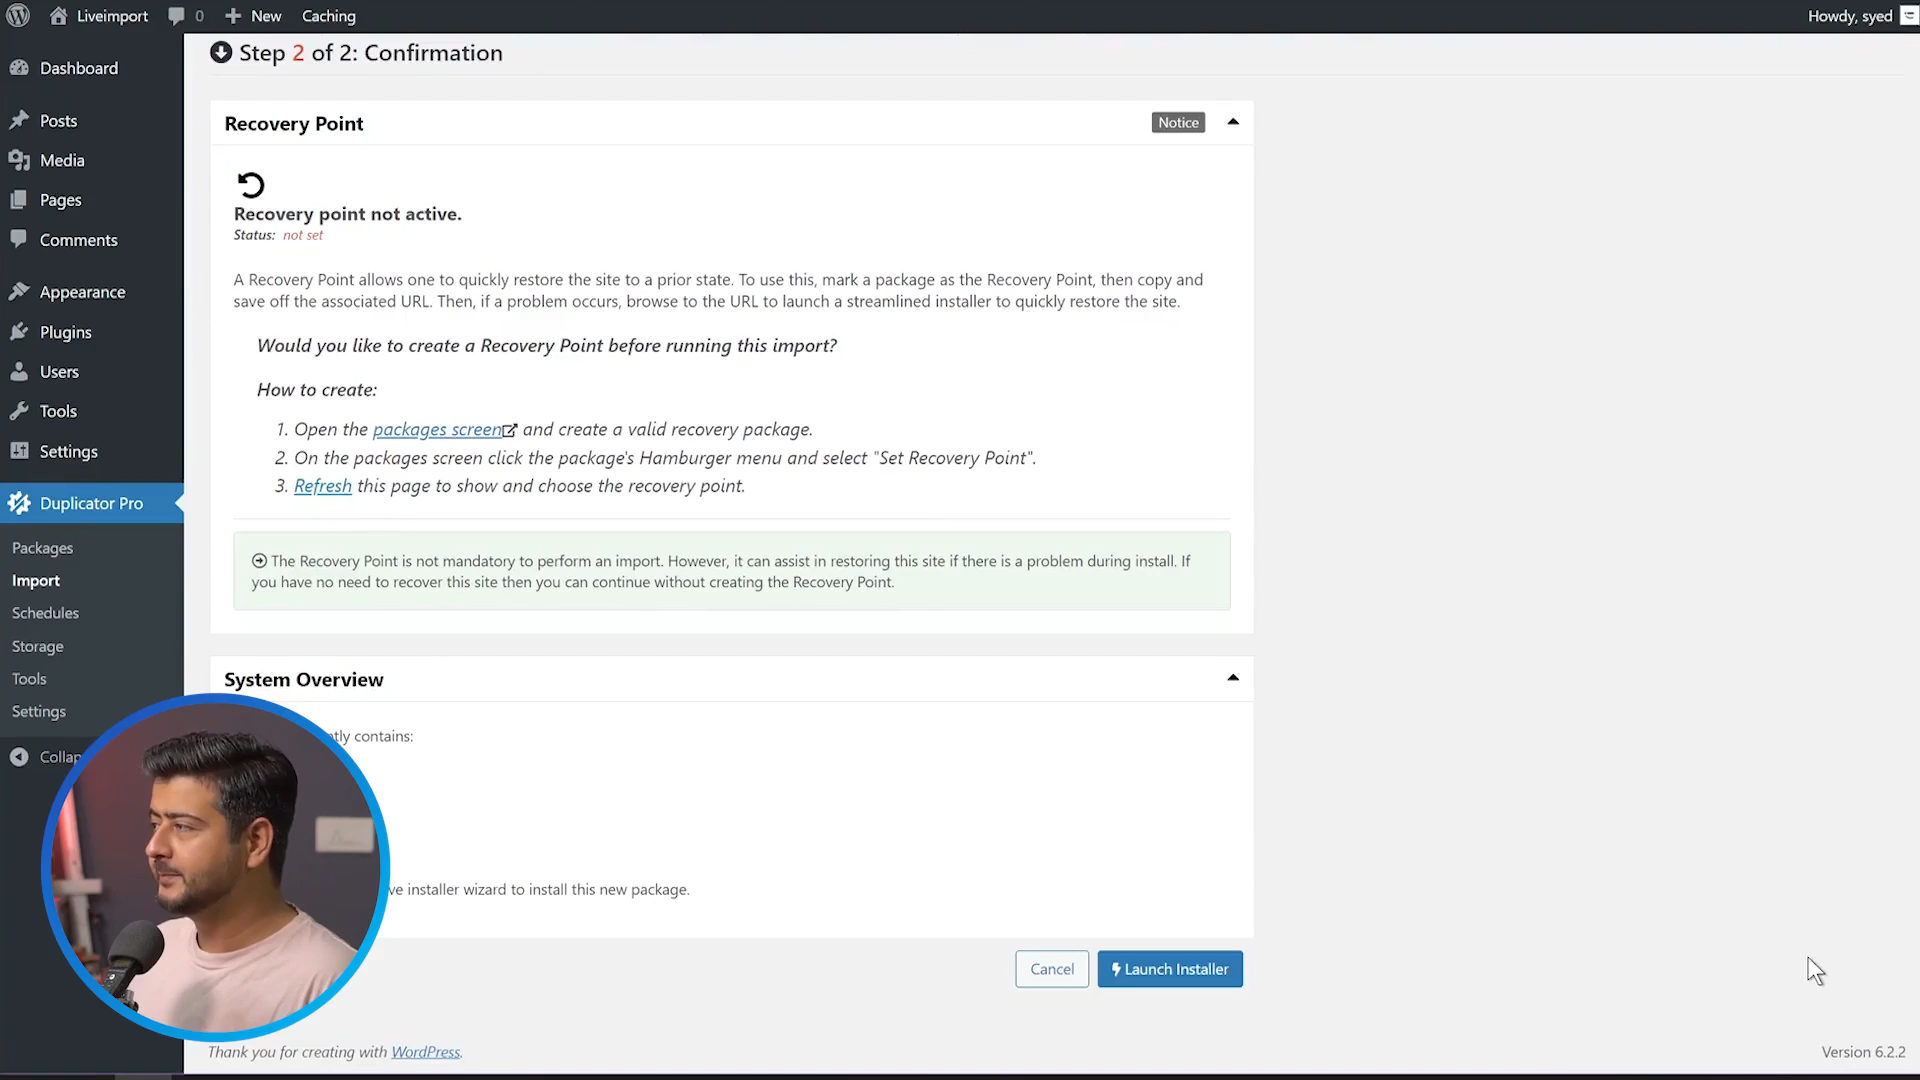 Liveimport 0 New Caching Howdy, syed
Dashboard
Posts
Media
Pages
Comments
Appearance
Plugins
Users
Tools
Settings
Duplicator Pro
Packages
Import
Schedules
Storage
Tools
Settings
Step 2 of 2: Confirmation
Recovery Point Notice
Recovery point not active.
Status: not set
A Recovery Point allows one to quickly restore the site to a prior state. To use this, mark a package as the Recovery Point, then copy and
save off the associated URL. Then, if a problem occurs, browse to the URL to launch a streamlined installer to quickly restore the site.
Would you like to create a Recovery Point before running this import?
How to create:
1. Open the packages screen and create a valid recovery package.
2. On the packages screen click the package's Hamburger menu and select "Set Recovery Point".
3. Refresh this page to show and choose the recovery point.
The Recovery Point is not mandatory to perform an import. However, it can assist in restoring this site if there is a problem during install. If
you have no need to recover this site then you can continue without creating the Recovery Point.
System Overview
contains:
installer wizard to install this new package.
Cancel Launch Installer
Thank you for creating with WordPress.
Version 6.2.2